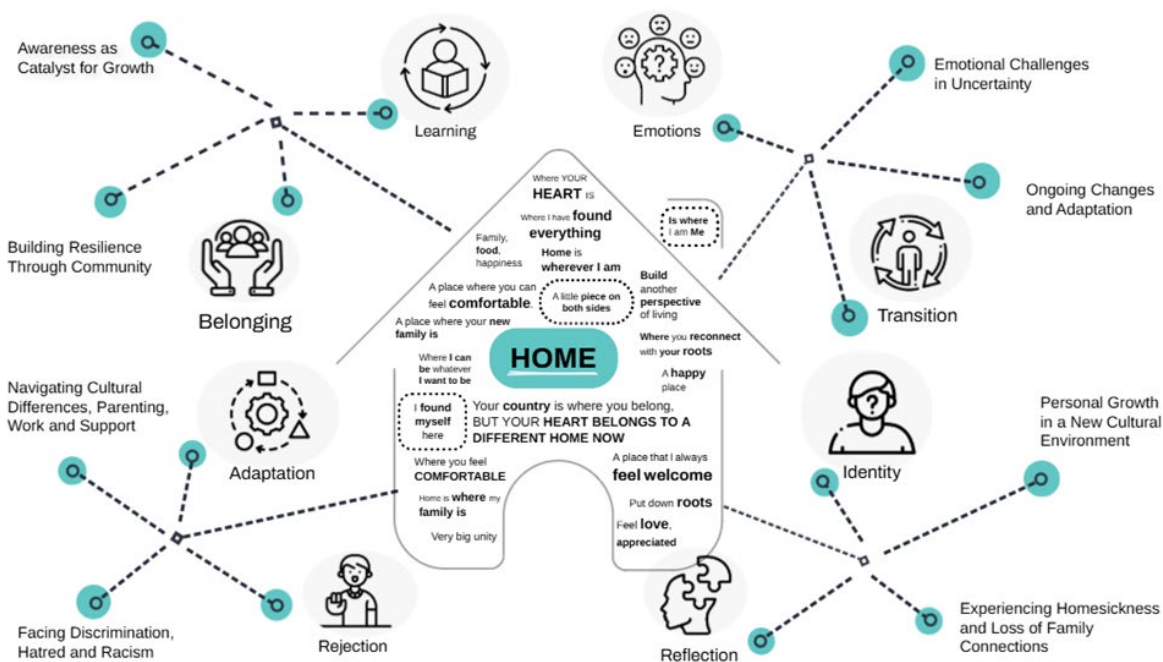 Awareness as
Catalyst for Growth
Learning
Building Resilience
Through Community
Belonging
Emotions
Emotional Challenges
in Uncertainty
Ongoing Changes
and Adaptation
Transition
Where YOUR
HEART IS
Where I have found
everything
Is where
I am Me
Family,
food,
happiness
Home is
wherever I am
Build
another
perspective
of living
A place where you can
feel comfortable.
A little piece on
both sides
A place where your new
family is
HOME
Where you reconnect
with your roots
Where I can
be whatever
I want to be
A happy
place
I found
myself
here
Your country is where you belong,
BUT YOUR HEART BELONGS TO A
DIFFERENT HOME NOW
Where you feel
COMFORTABLE
A place that I always
feel welcome
Home is where my
family is
Put down roots
Very big unity
Feel love,
appreciated
Navigating Cultural
Differences, Parenting,
Work and Support
Adaptation
Facing Discrimination,
Hatred and Racism
Rejection
Identity
Personal Growth
in a New Cultural
Environment
Reflection
Experiencing Homesickness
and Loss of Family
Connections